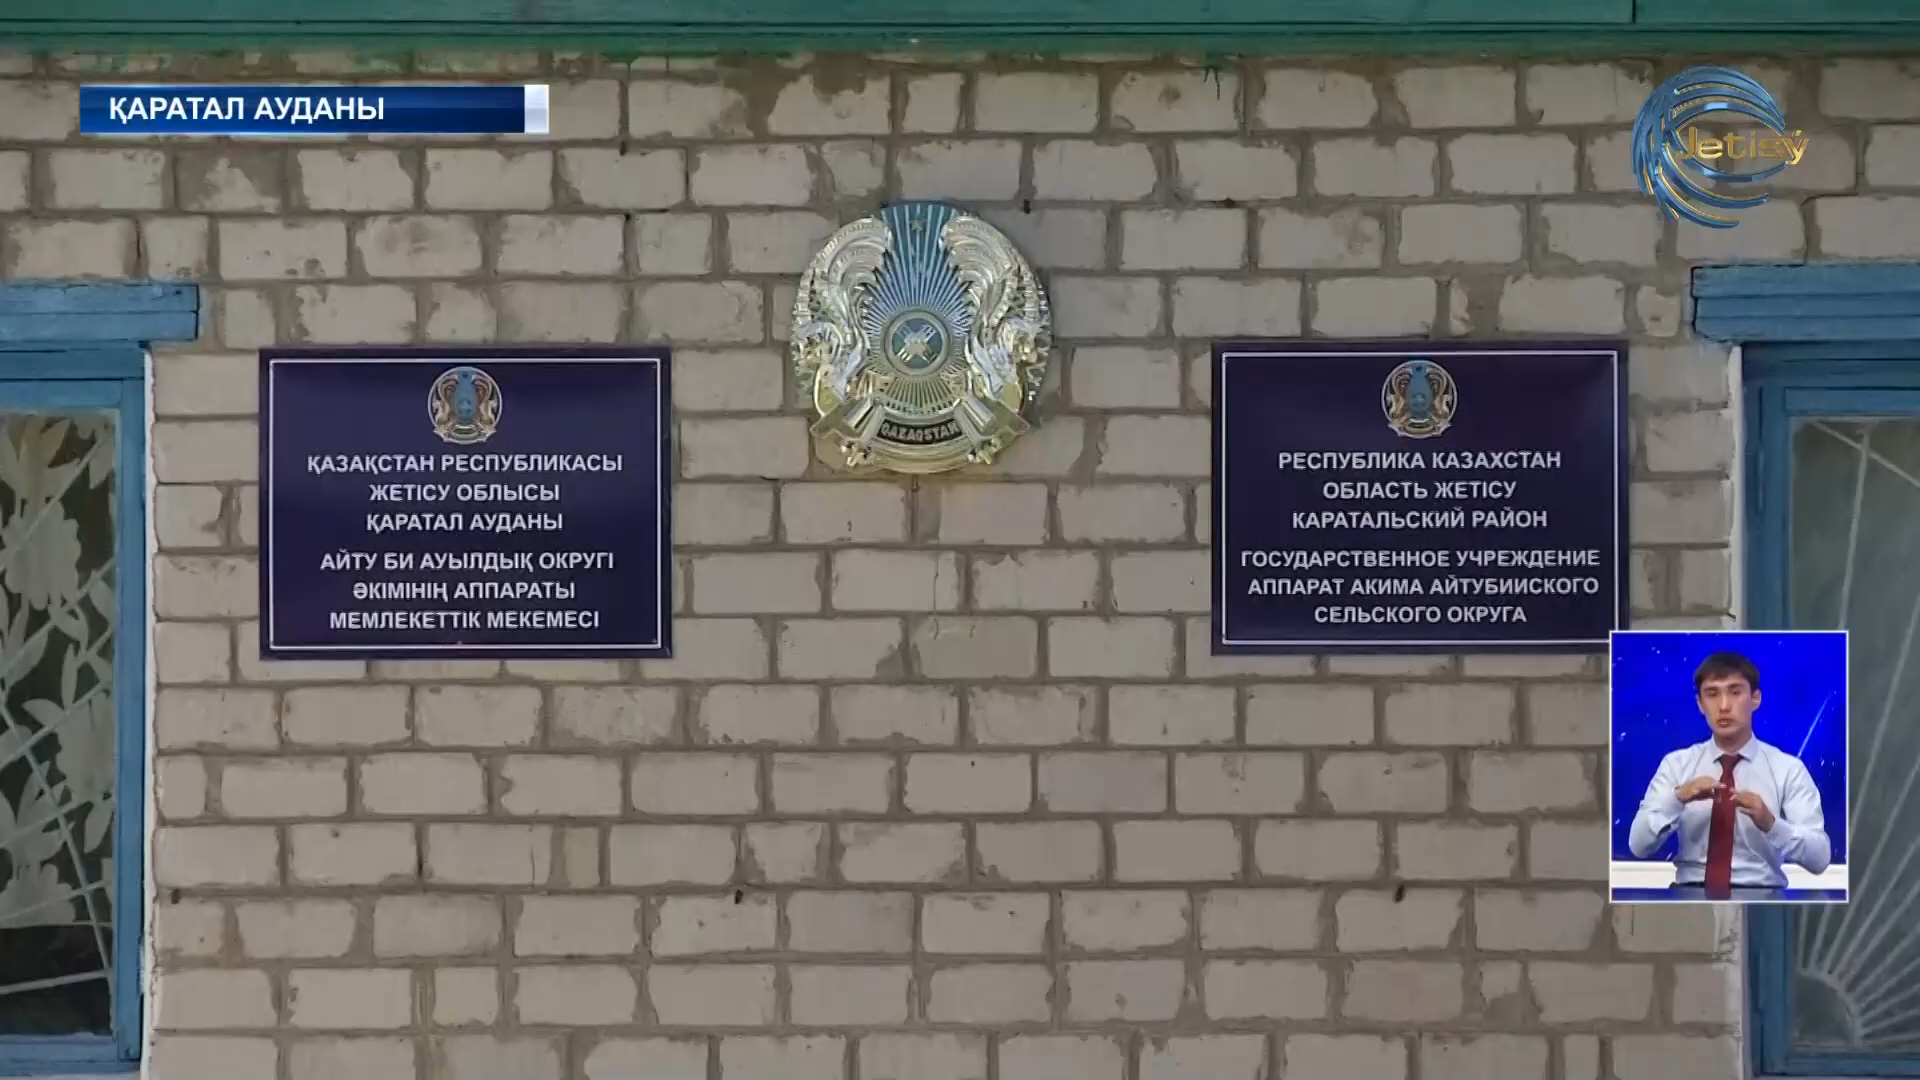 ҚАРАТАЛ АУДАНЫ
Jetisý
QAZAQSTAN
ҚАЗАҚСТАН РЕСПУБЛИКАСЫ
ЖЕТІСУ ОБЛЫСЫ
ҚАРАТАЛ АУДАНЫ
АЙТУ БИ АУЫЛДЫҚ ОКРУГІ
ӘКІМІНІҢ АППАРАТЫ
МЕМЛЕКЕТТІК МЕКЕМЕСІ
РЕСПУБЛИКА КАЗАХСТАН
ОБЛАСТЬ ЖЕТІСУ
КАРАТАЛЬСКИЙ РАЙОН
ГОСУДАРСТВЕННОЕ УЧРЕЖДЕНИЕ
АППАРАТ АКИМА АЙТУБИИСКОГО
СЕЛЬСКОГО ОКРУГА